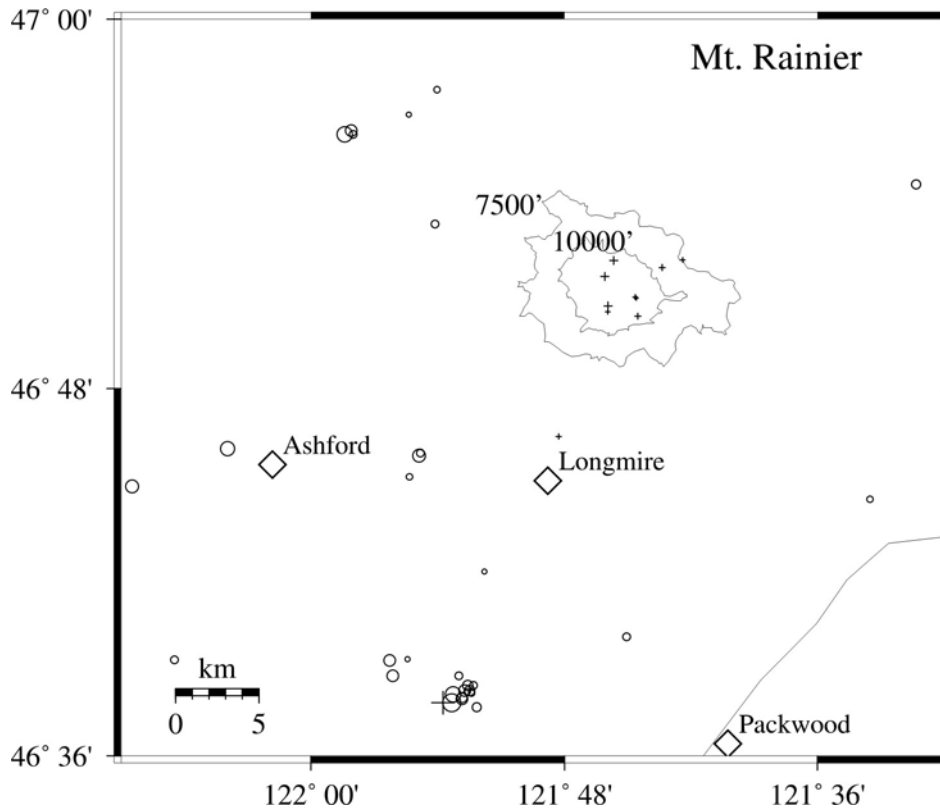 47° 00'
Mt. Rainier
7500’
10000’
46° 48'
Ashford
Longmire
km
0 5
Packwood
46° 36'
122° 00' 121° 48' 121° 36'